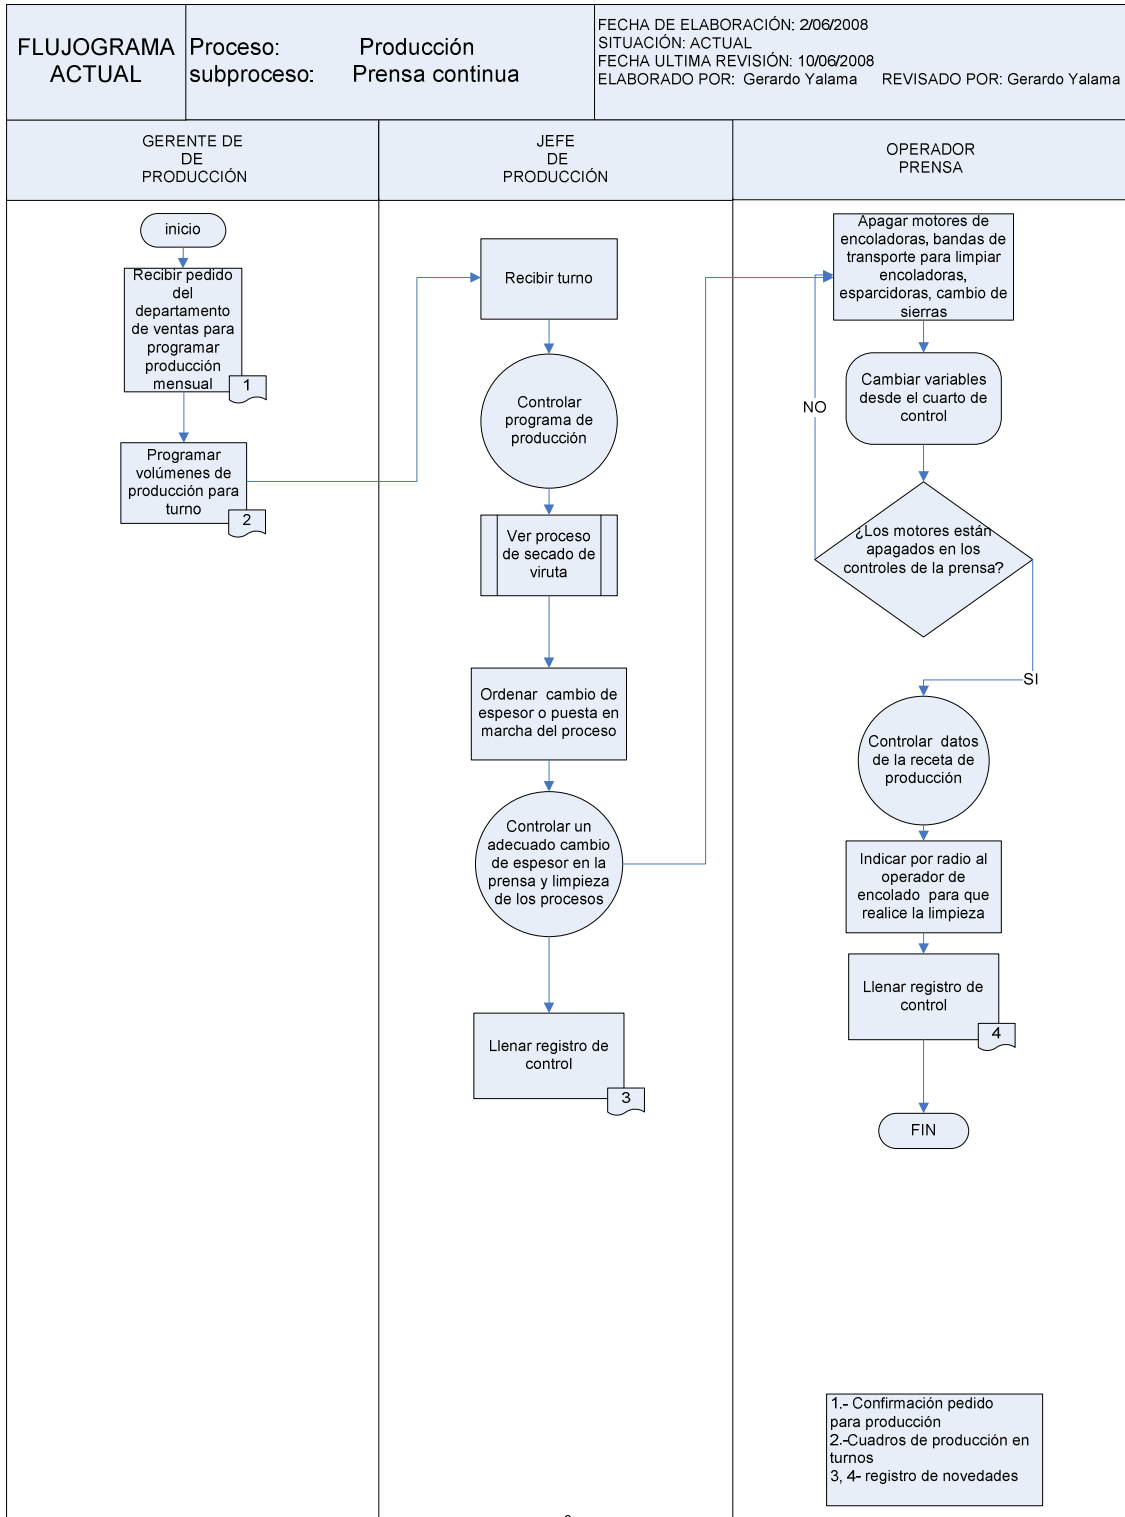 FLUJOGRAMA
ACTUAL
Proceso: Producción
subproceso: Prensa continua
FECHA DE ELABORACIÓN: 2/06/2008
SITUACIÓN: ACTUAL
FECHA ULTIMA REVISIÓN: 10/06/2008
ELABORADO POR: Gerardo Yalama REVISADO POR: Gerardo Yalama
GERENTE DE
DE
PRODUCCIÓN
JEFE
DE
PRODUCCIÓN
OPERADOR
PRENSA
inicio
Recibir pedido
del
departamento
de ventas para
programar
producción
mensual
1
Programar
volúmenes de
producción para
turno
2
Recibir turno
Controlar
programa de
producción
Ver proceso
de secado de
viruta
Ordenar cambio de
espesor o puesta en
marcha del proceso
Controlar un
adecuado cambio
de espesor en la
prensa y limpieza
de los procesos
Llenar registro de
control
3
Apagar motores de
encoladoras, bandas de
transporte para limpiar
encoladoras,
esparcidoras, cambio de
sierras
Cambiar variables
desde el cuarto de
control
NO
¿Los motores están
apagados en los
controles de la prensa?
SI
Controlar datos
de la receta de
producción
Indicar por radio al
operador de
encolado para que
realice la limpieza
Llenar registro de
control
4
FIN
1.- Confirmación pedido
para producción
2.-Cuadros de producción en
turnos
3, 4- registro de novedades